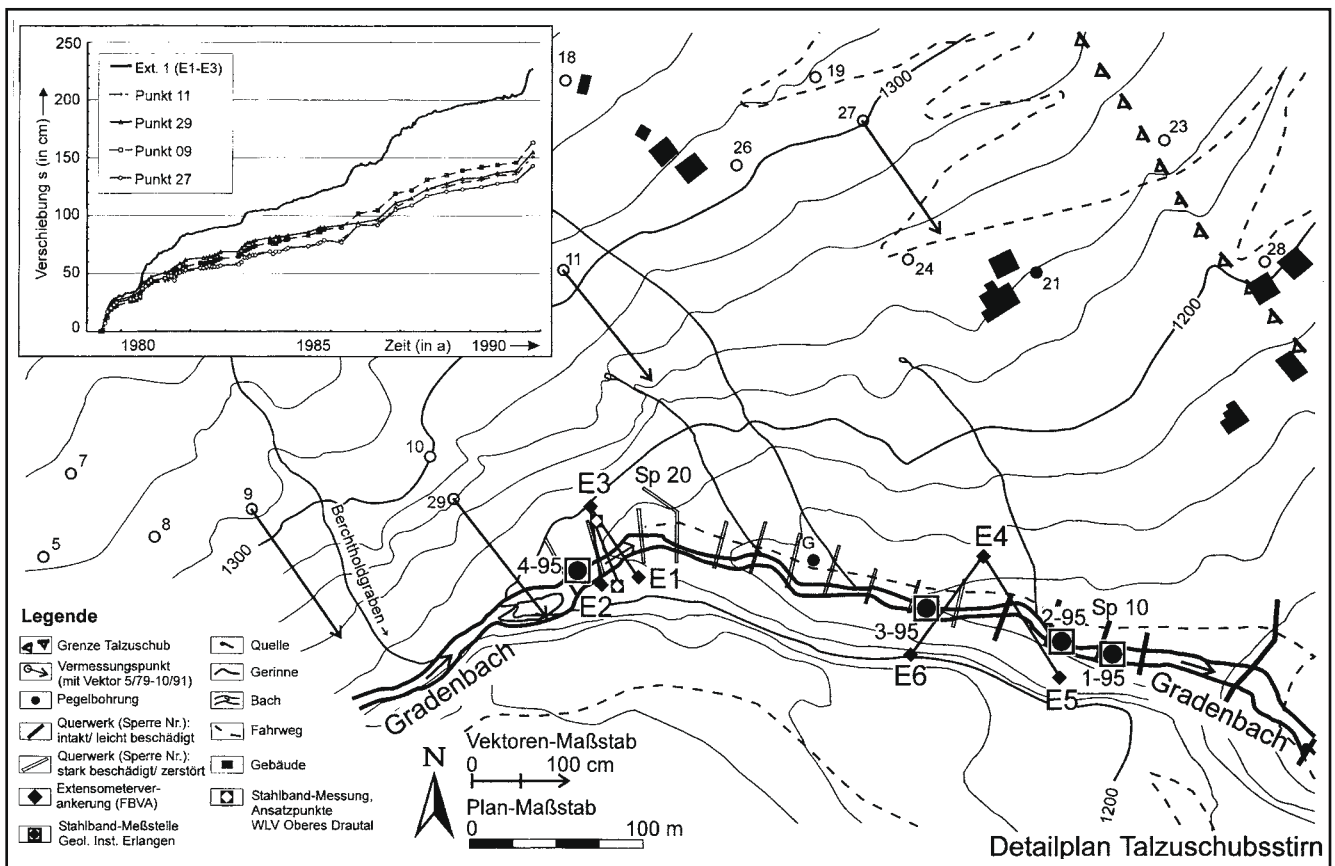 250
200
150
100
50
0
Verschiebung s (in cm)
Ext. 1 (E1-E3)
Punkt 11
Punkt 29
Punkt 09
Punkt 27
1980
1985
1990
Zeit (in a)
18
19
1300
27
26
23
24
21
28
1200
11
10
7
9
29
8
5
1300
Berchtholdgraben
E3
Sp 20
4-95
E2
E1
G
E4
3-95
E6
2-95
Sp 10
1-95
E5
Gradenbach
Gradenbach
1200
Legende
Grenze Talzuschub
Vermessungspunkt
(mit Vektor 5/79-10/91)
Pegelbohrung
Querwerk (Sperre Nr.):
intakt/ leicht beschädigt
Querwerk (Sperre Nr.):
stark beschädigt/ zerstört
Extensometerver-
ankerung (FBVA)
Stahlband-Meßstelle
Geol. Inst. Erlangen
Quelle
Gerinne
Bach
Fahrweg
Gebäude
Stahlband-Messung,
Ansatzpunkte
WLV Oberes Drautal
N
Vektoren-Maßstab
0 100 cm
Plan-Maßstab
0 100 m
Detailplan Talzuschubsstirn